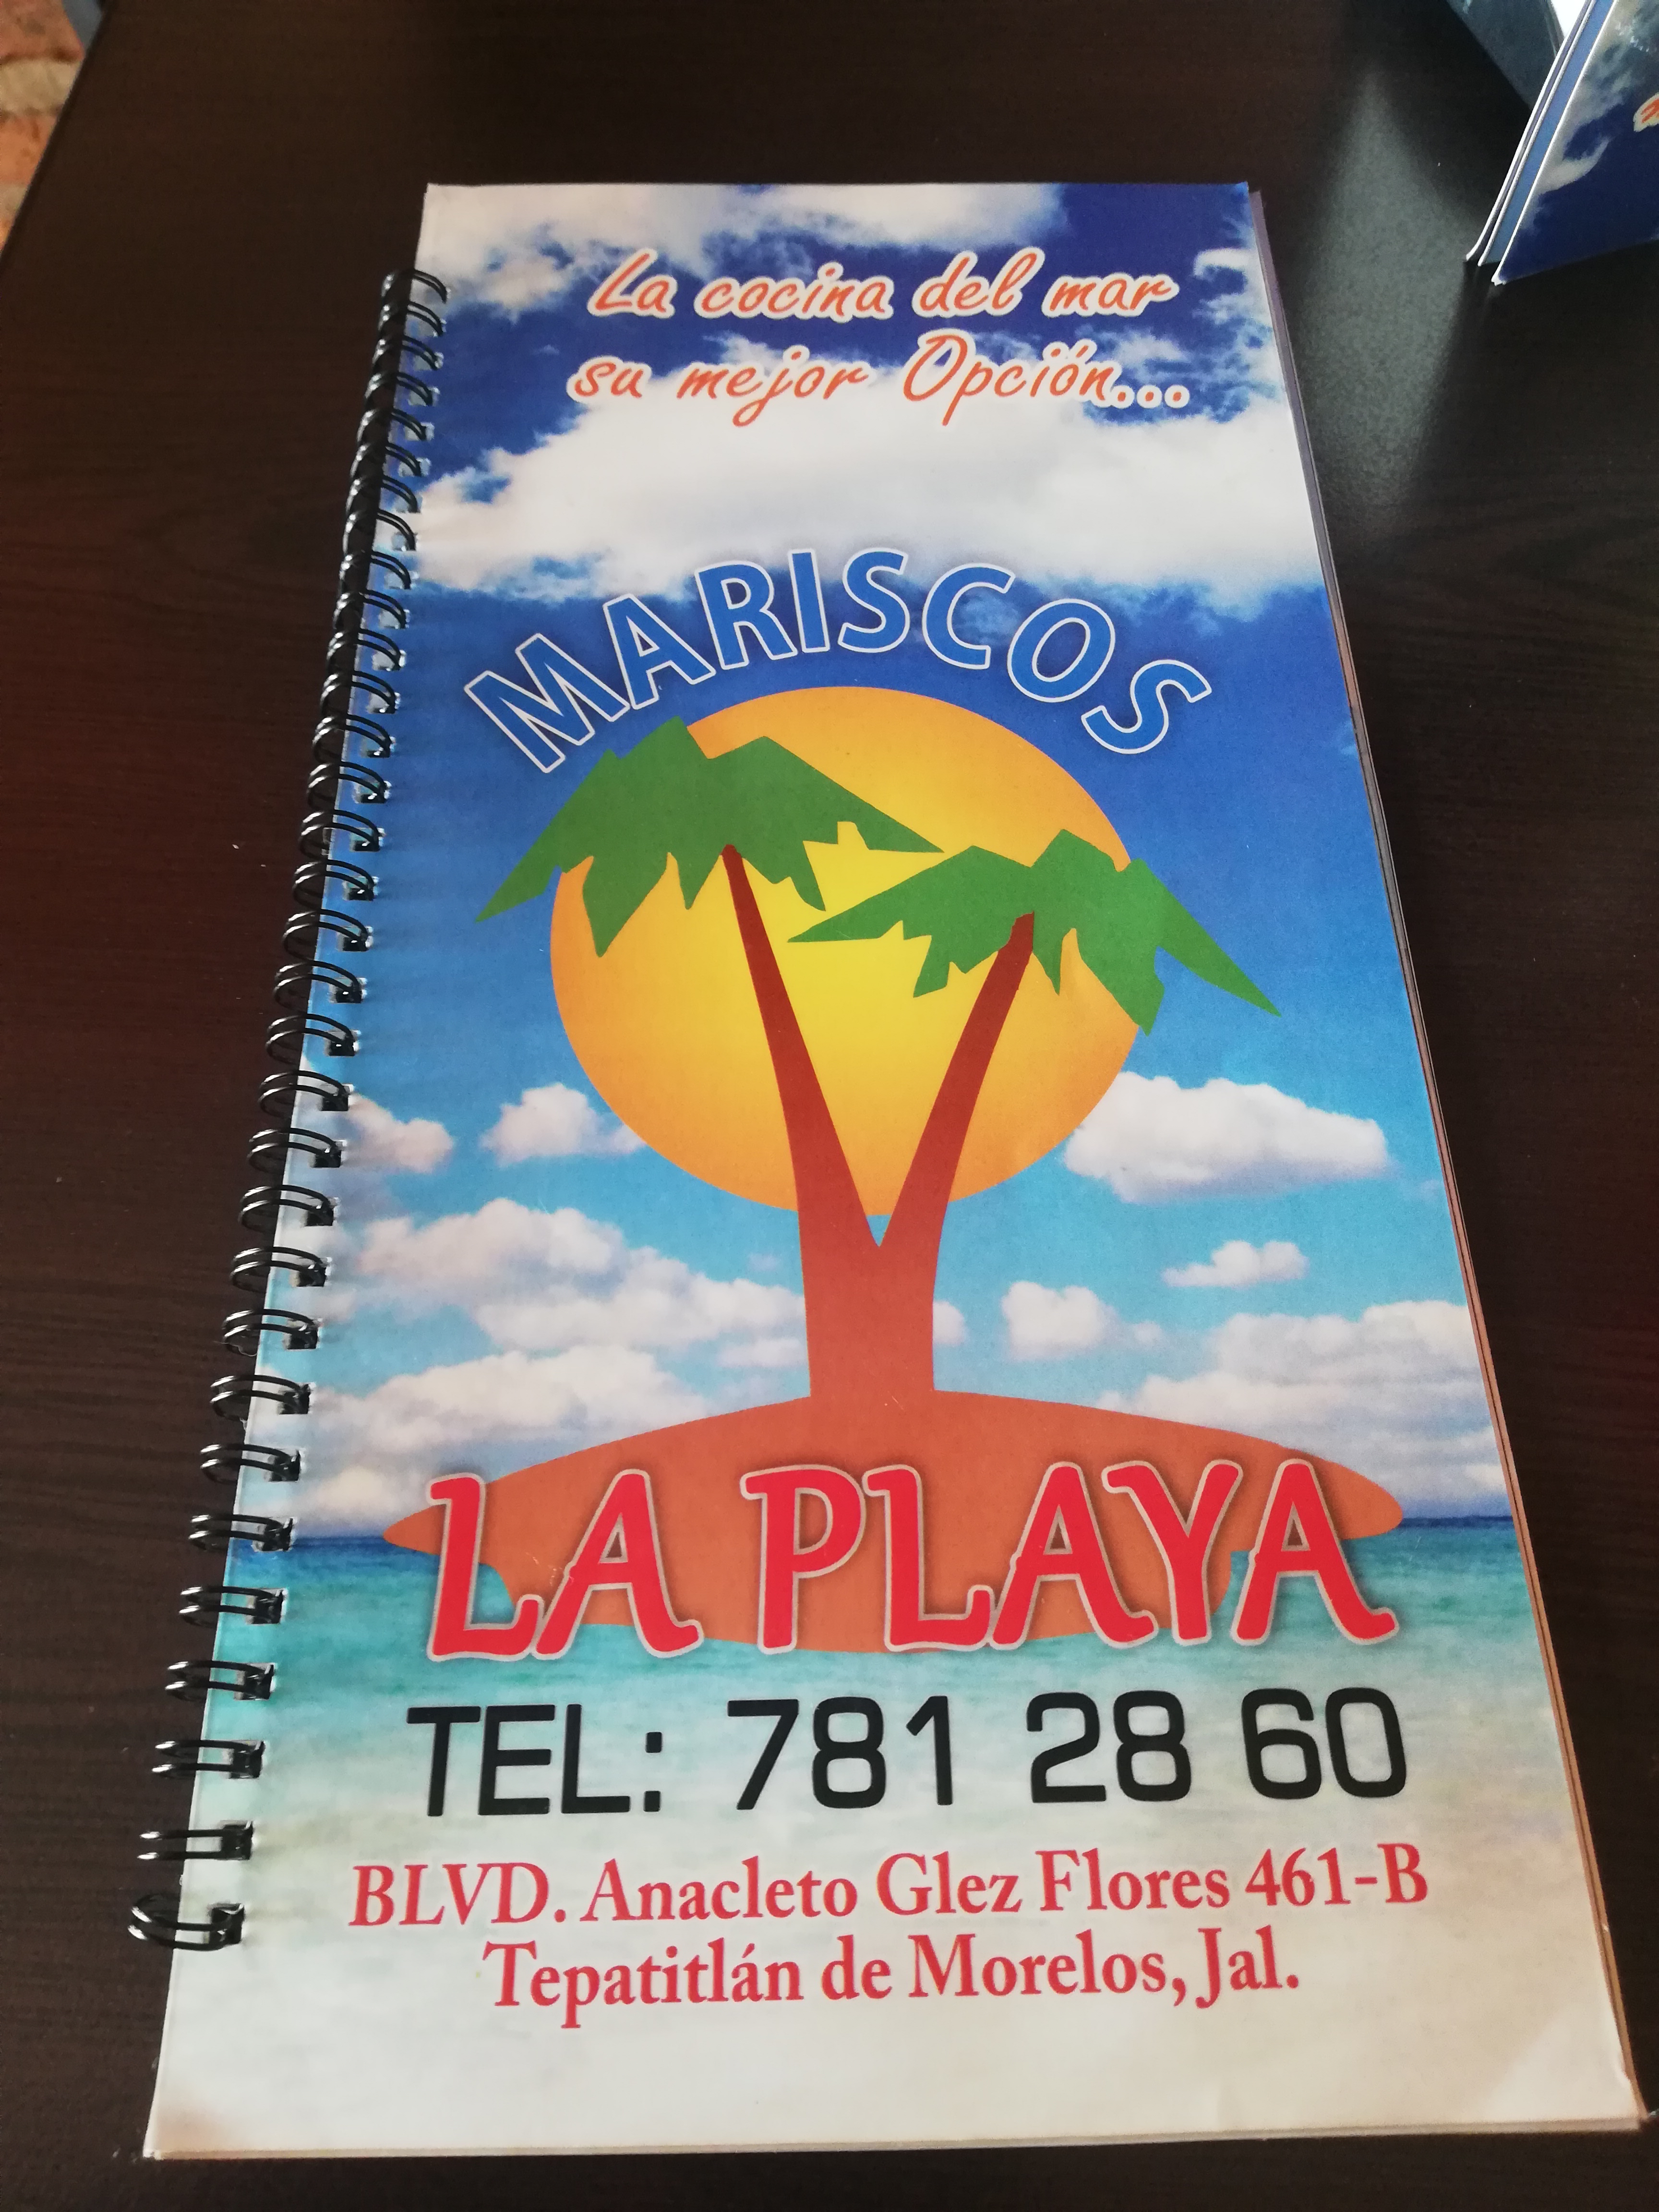 La cocina del mar
su mejor Opción...
MARISCOS
LA PLAYA
TEL: 781 28 60
BLVD. Anacleto Glez Flores 461-B
Tepatitlán de Morelos, Jal.